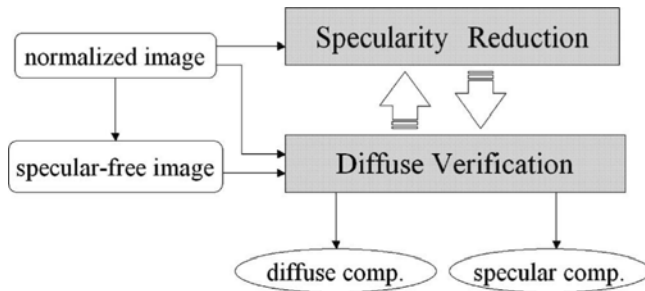 Specularity Reduction
normalized image
specular-free image
Diffuse Verification
diffuse comp.
specular comp.